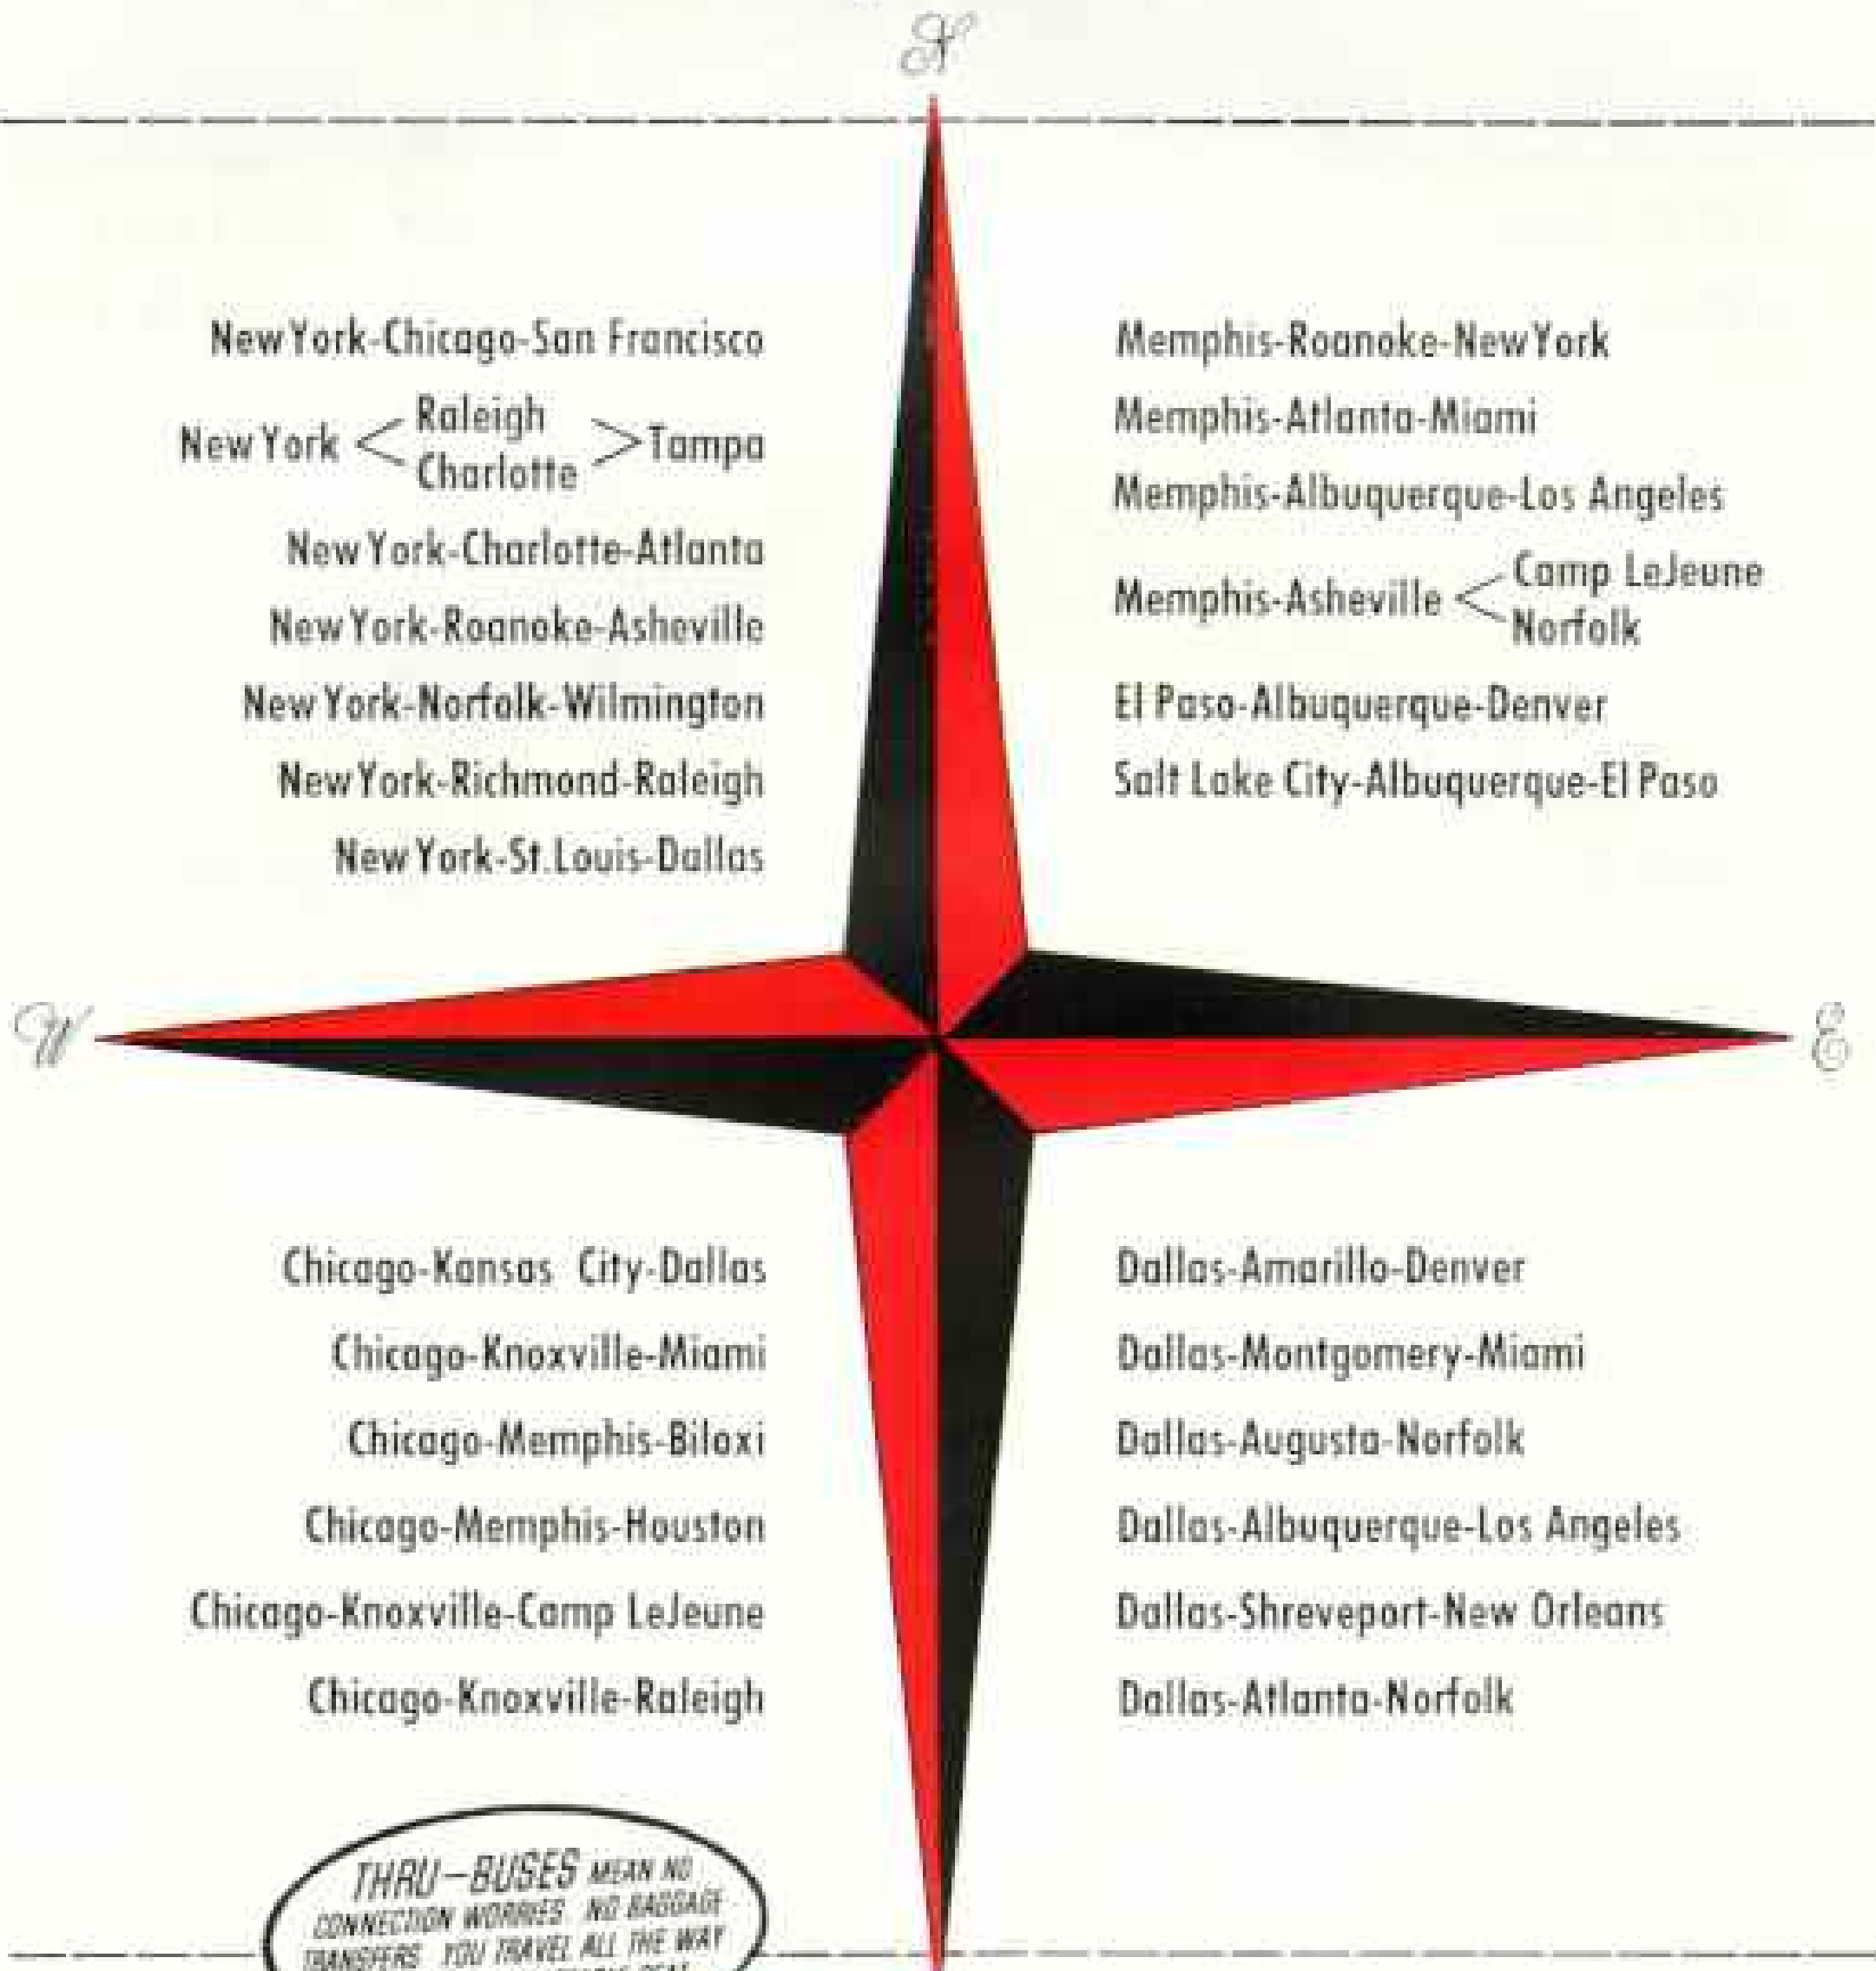 N
New York-Chicago-San Francisco
New York < Raleigh Charlotte > Tampa
New York-Charlotte-Atlanta
New York-Roanoke-Asheville
New York-Norfolk-Wilmington
New York-Richmond-Raleigh
New York-St. Louis-Dallas
Memphis-Roanoke-New York
Memphis-Atlanta-Miami
Memphis-Albuquerque-Los Angeles
Memphis-Asheville < Camp LeJeune Norfolk
El Paso-Albuquerque-Denver
Salt Lake City-Albuquerque-El Paso
W
E
Chicago-Kansas City-Dallas
Chicago-Knoxville-Miami
Chicago-Memphis-Biloxi
Chicago-Memphis-Houston
Chicago-Knoxville-Camp LeJeune
Chicago-Knoxville-Raleigh
Dallas-Amarillo-Denver
Dallas-Montgomery-Miami
Dallas-Augusta-Norfolk
Dallas-Albuquerque-Los Angeles
Dallas-Shreveport-New Orleans
Dallas-Atlanta-Norfolk
THRU-BUSES MEAN NO
CONNECTION WORRIES. NO BAGGAGE
TRANSFERS. YOU TRAVEL ALL THE WAY